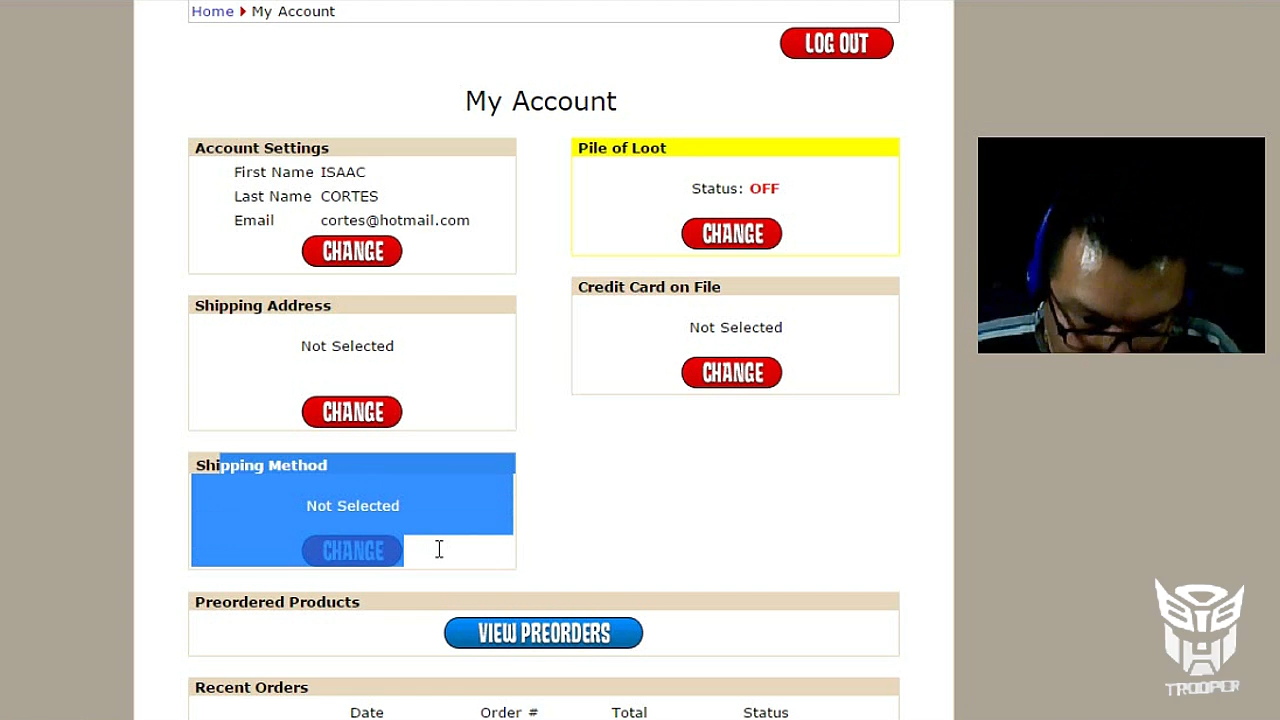 Home My Account
LOG OUT
My Account
Account Settings
First Name ISAAC
Last Name CORTES
Email cortes@hotmail.com
CHANGE
Shipping Address
Not Selected
CHANGE
Shipping Method
Not Selected
CHANGE
Pile of Loot
Status: OFF
CHANGE
Credit Card on File
Not Selected
CHANGE
Preordered Products
VIEW PREORDERS
Recent Orders
Date Order # Total Status
TROOPER